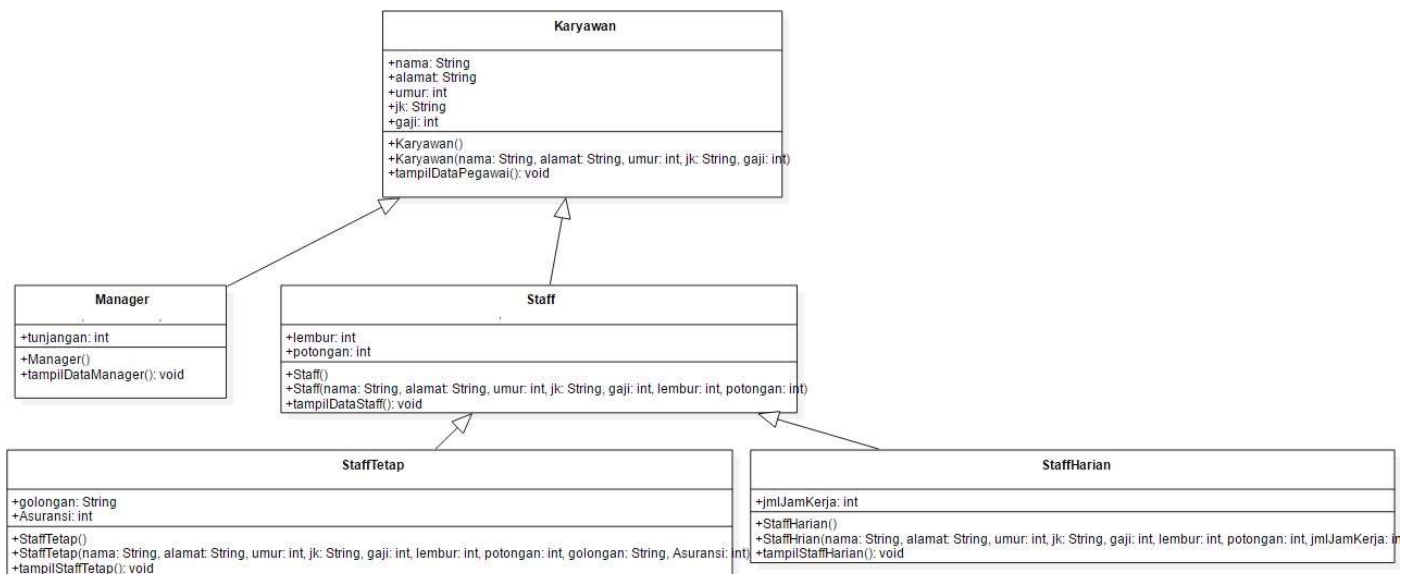 Karyawan
+nama: String
+alamat: String
+umur: int
+jk: String
+gaji: int
+Karyawan()
+Karyawan(nama: String, alamat: String, umur: int, jk: String, gaji: int)
+tampilDataPegawai(): void
Manager
+tunjangan: int
+Manager()
+tampilDataManager(): void
Staff
+lembur: int
+potongan: int
+Staff()
+Staff(nama: String, alamat: String, umur: int, jk: String, gaji: int, lembur: int, potongan: int)
+tampilDataStaff(): void
StaffTetap
+golongan: String
+Asuransi: int
+StaffTetap()
+StaffTetap(nama: String, alamat: String, umur: int, jk: String, gaji: int, lembur: int, potongan: int, golongan: String, Asuransi: int)
+tampilStaffTetap(): void
StaffHarian
+jmlJamKerja: int
+StaffHarian()
+StaffHrian(nama: String, alamat: String, umur: int, jk: String, gaji: int, lembur: int, potongan: int, jmlJamKerja:
+tampilStaffHarian(): void